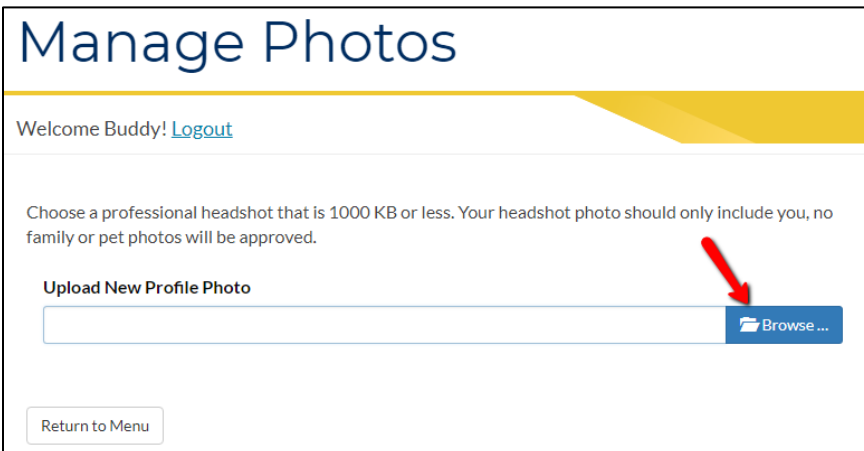 Manage Photos
Welcome Buddy! Logout
Choose a professional headshot that is 1000 KB or less. Your headshot photo should only include you, no
family or pet photos will be approved.
Upload New Profile Photo
Browse ...
Return to Menu